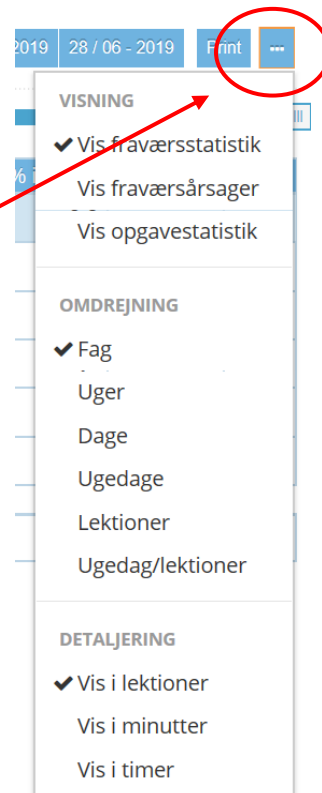 2019 28 / 06 - 2019 Print ...
VISNING
✔ Vis fraværsstatistik
%
Vis fraværsårsager
Vis opgavestatistik
OMDREJNING
✔ Fag
Uger
Dage
Ugedage
Lektioner
Ugedag/lektioner
DETALJERING
✔ Vis i lektioner
Vis i minutter
Vis i timer